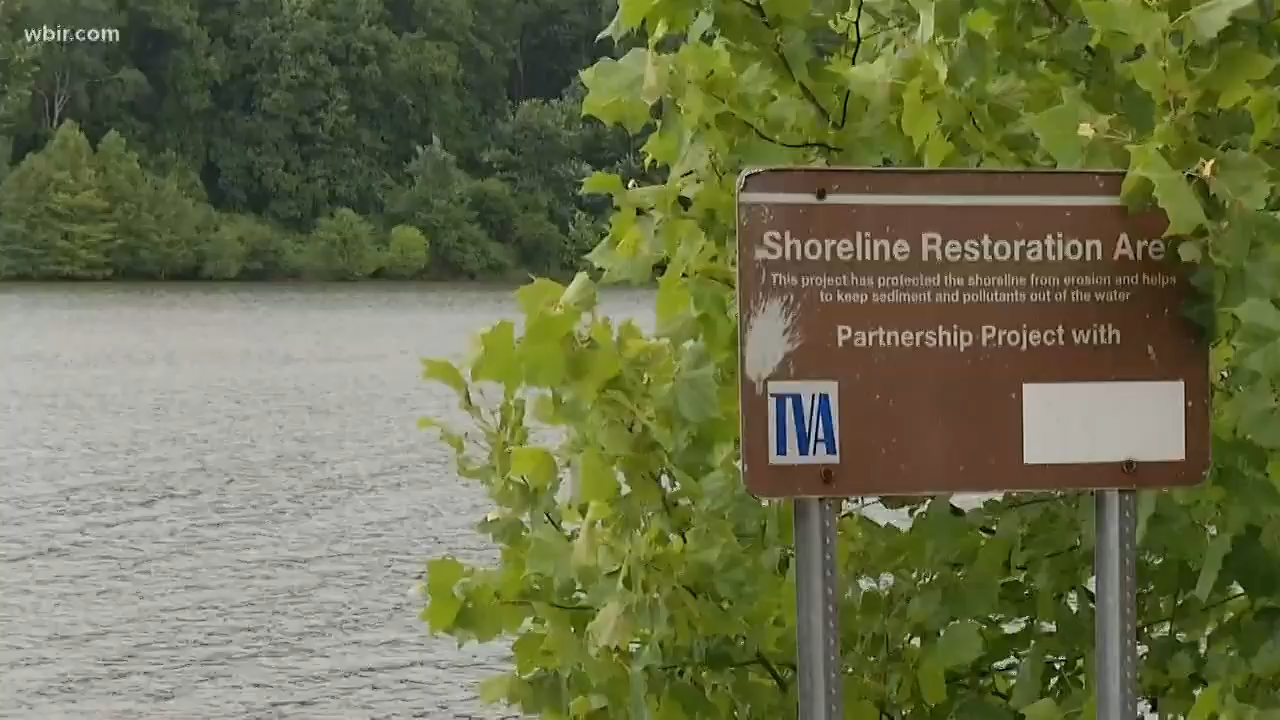 wbir.com
Shoreline Restoration Are
This project has protected the shoreline from erosion and helps
to keep sediment and pollutants out of the water
Partnership Project with
TVA